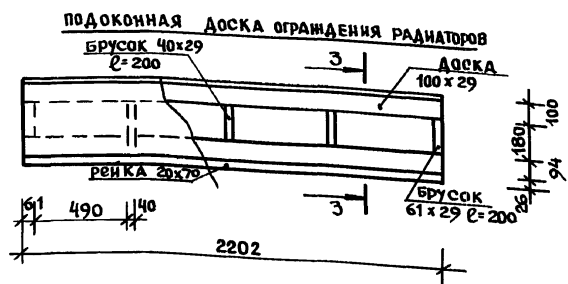 ПОДОКОННАЯ ДОСКА ОГРАЖДЕНИЯ РАДИАТОРОВ
БРУСОК 40х29
ℓ=200
3
ДОСКА
100х29
100
180
94
26
РЕЙКА 20х70
3
БРУСОК
61х29 ℓ=200
61
490
40
2202